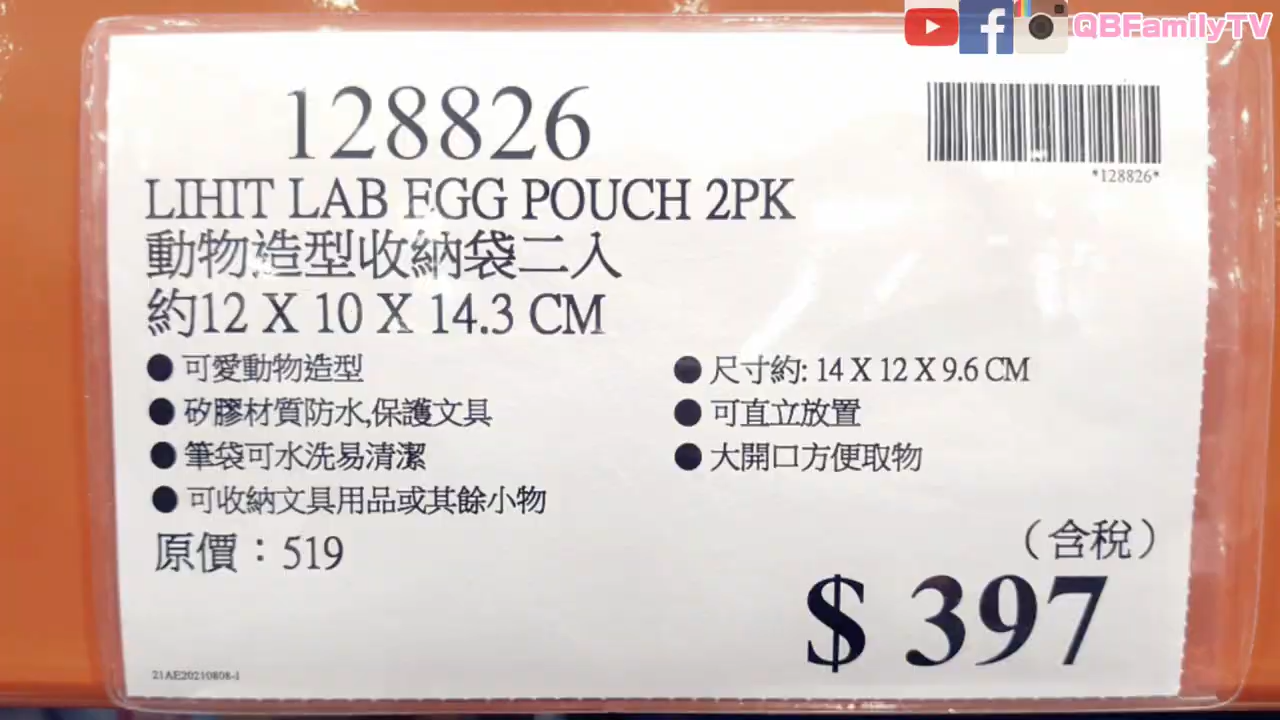 QBFamilyTV
128826
*128826*
LIHIT LAB EGG POUCH 2PK
動物造型收納袋二入
約12 X 10 X 14.3 CM
● 可愛動物造型
● 矽膠材質防水,保護文具
● 筆袋可水洗易清潔
● 可收納文具用品或其餘小物
● 尺寸約: 14 X 12 X 9.6 CM
● 可直立放置
● 大開口方便取物
原價：519
（含稅）
$ 397
21AE20210808-1